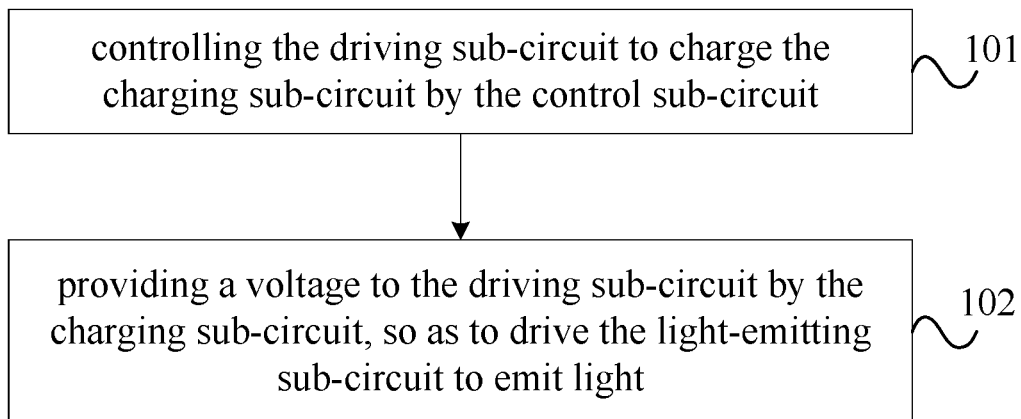 controlling the driving sub-circuit to charge the
charging sub-circuit by the control sub-circuit
101
providing a voltage to the driving sub-circuit by the
charging sub-circuit, so as to drive the light-emitting
sub-circuit to emit light
102